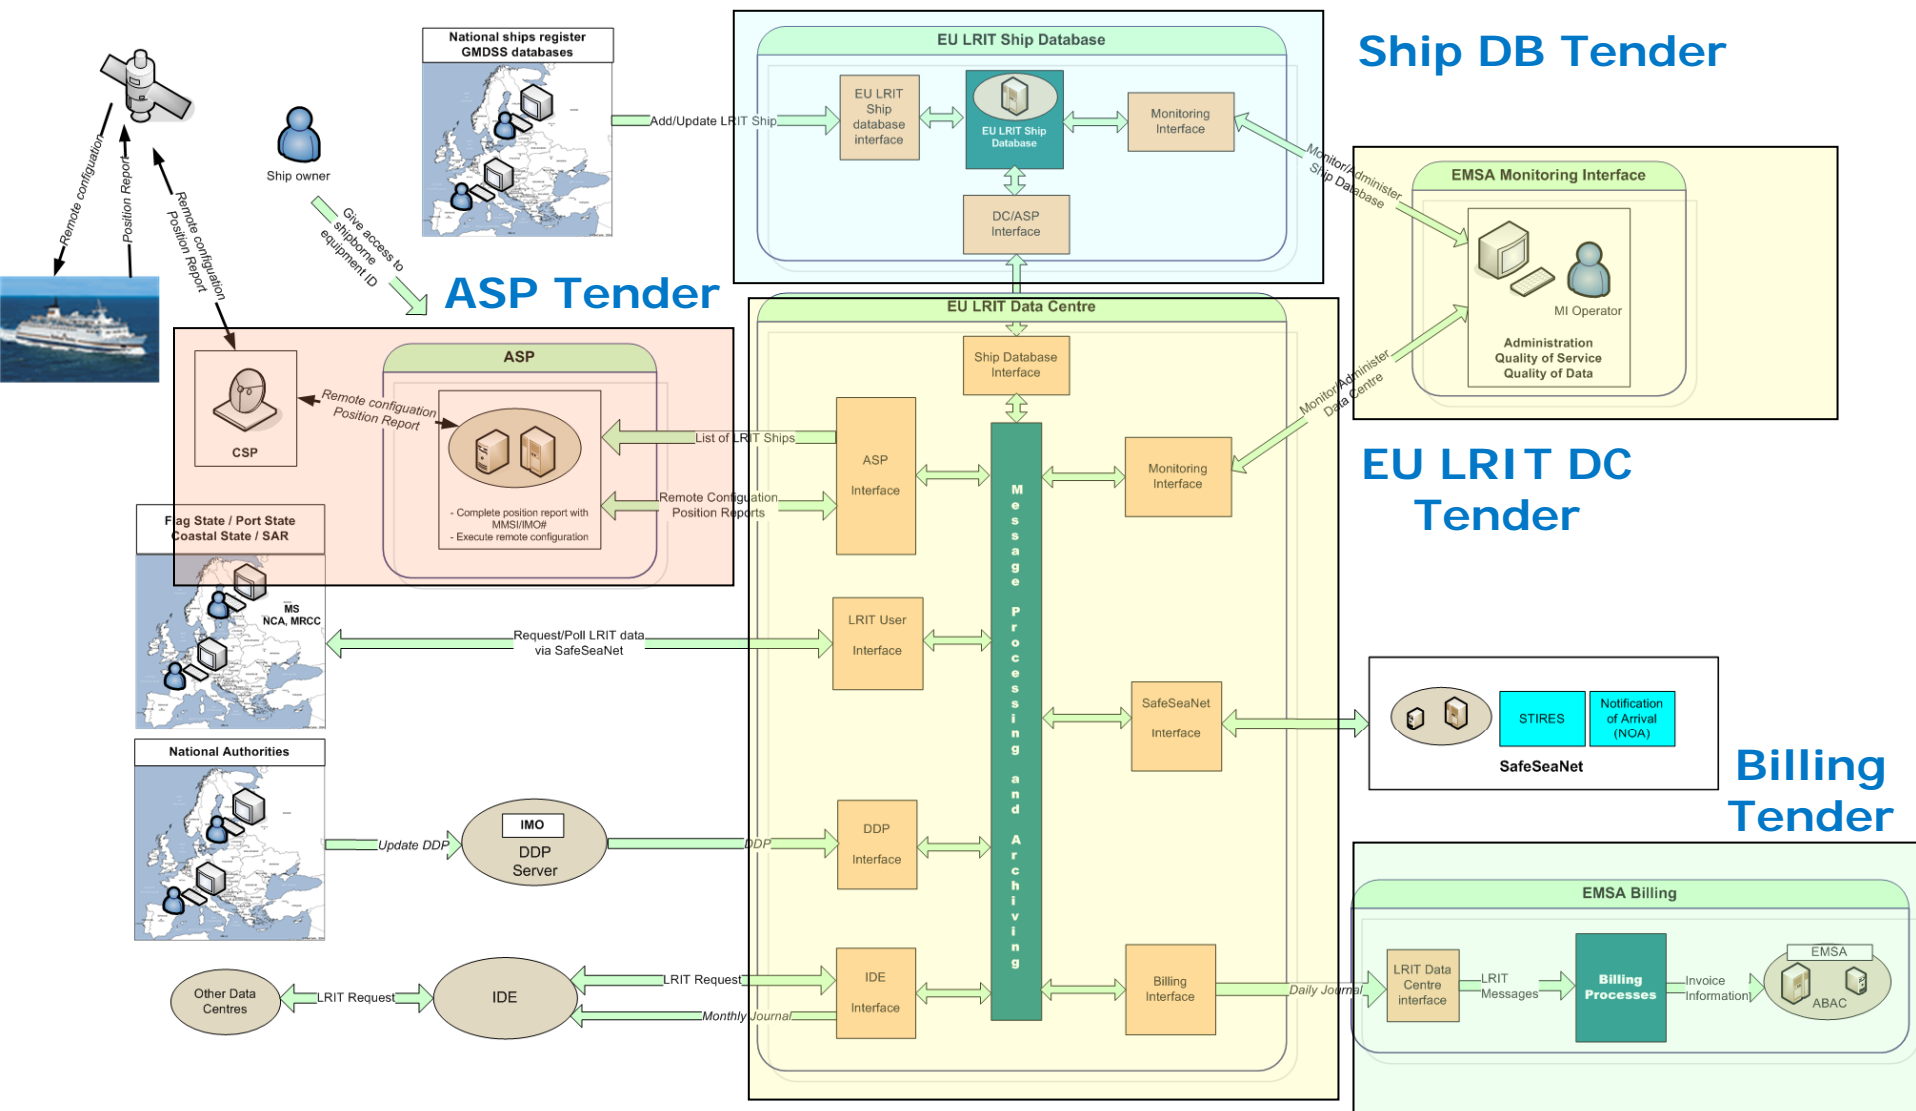 National ships register
GMDSS databases
EU LRIT Ship Database
Ship DB Tender
EU LRIT
Ship
database
interface
EU LRIT Ship
Database
Monitoring
Interface
Add/Update LRIT Ship
DC/ASP
Interface
Monitor/Administer
Ship Database
EMSA Monitoring Interface
MI Operator
Administration
Quality of Service
Quality of Data
Remote configuation
Position Report
Remote configuation
Position Report
Ship owner
Give access to
shipborne
equipment ID
ASP Tender
EU LRIT Data Centre
Ship Database
Interface
ASP
CSP
Remote configuation
Position Report
- Complete position report with
MMSI/IMO#
- Execute remote configuration
List of LRIT Ships
Remote Configuation
Position Reports
ASP
Interface
Monitoring
Interface
Monitor/Administer
Data Centre
EU LRIT DC
Tender
Message Processing and Archiving
Flag State / Port State
Coastal State / SAR
MS
NCA, MRCC
Request/Poll LRIT data
via SafeSeaNet
LRIT User
Interface
SafeSeaNet
Interface
STIRES
Notification
of Arrival
(NOA)
SafeSeaNet
National Authorities
Update DDP
IMO
DDP
Server
DDP
DDP
Interface
Billing
Tender
EMSA Billing
Other Data
Centres
LRIT Request
IDE
LRIT Request
Monthly Journal
IDE
Interface
Billing
Interface
Daily Journal
LRIT Data
Centre
interface
LRIT
Messages
Billing
Processes
Invoice
Information
EMSA
ABAC